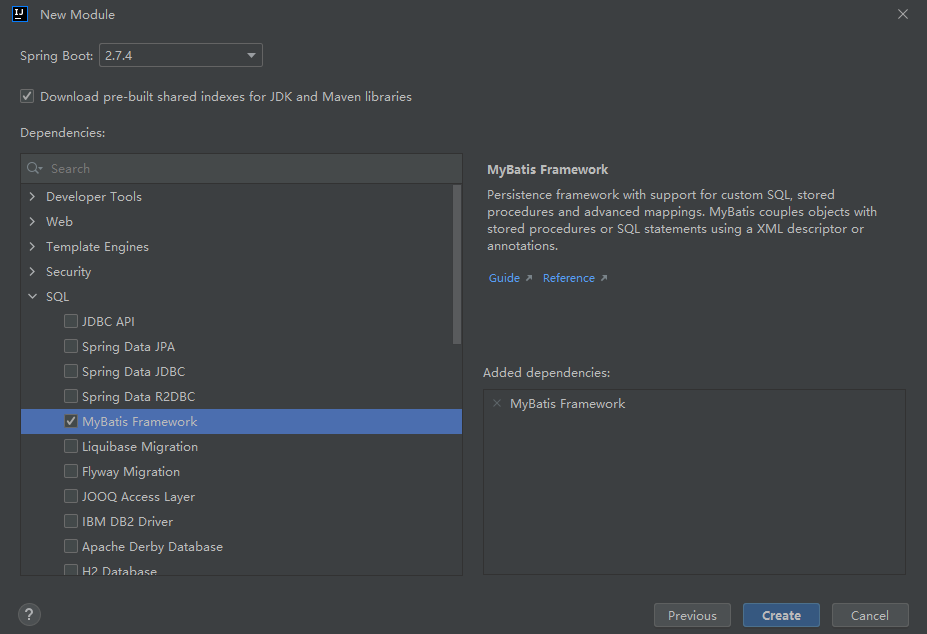 New Module
Spring Boot: 2.7.4
Download pre-built shared indexes for JDK and Maven libraries
Dependencies:
Search
Developer Tools
Web
Template Engines
Security
SQL
JDBC API
Spring Data JPA
Spring Data JDBC
Spring Data R2DBC
MyBatis Framework
Liquibase Migration
Flyway Migration
JOOQ Access Layer
IBM DB2 Driver
Apache Derby Database
H2 Database
MyBatis Framework
Persistence framework with support for custom SQL, stored
procedures and advanced mappings. MyBatis couples objects with
stored procedures or SQL statements using a XML descriptor or
annotations.
Guide Reference
Added dependencies:
MyBatis Framework
?
Previous Create Cancel